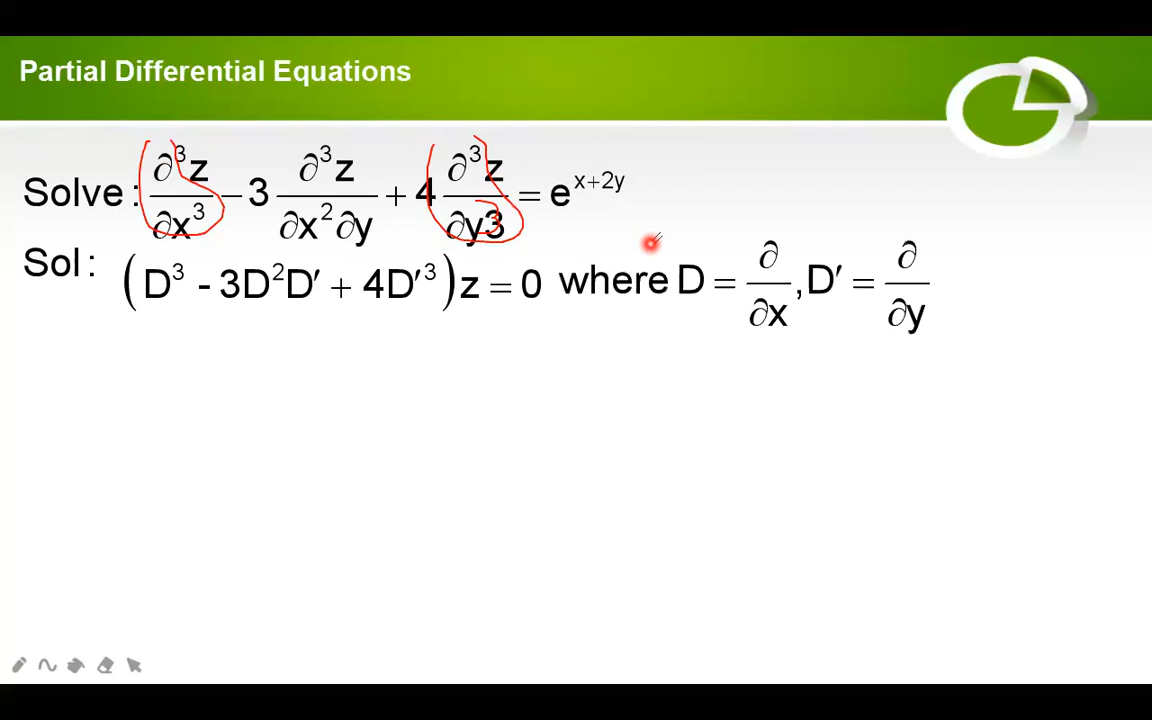 Partial Differential Equations
Solve : ∂³z/∂x³ − 3 ∂³z/∂x²∂y + 4 ∂³z/∂y3 = e^(x+2y)
Sol : (D³ - 3D²D′ + 4D′³) z = 0 where D = ∂/∂x , D′ = ∂/∂y